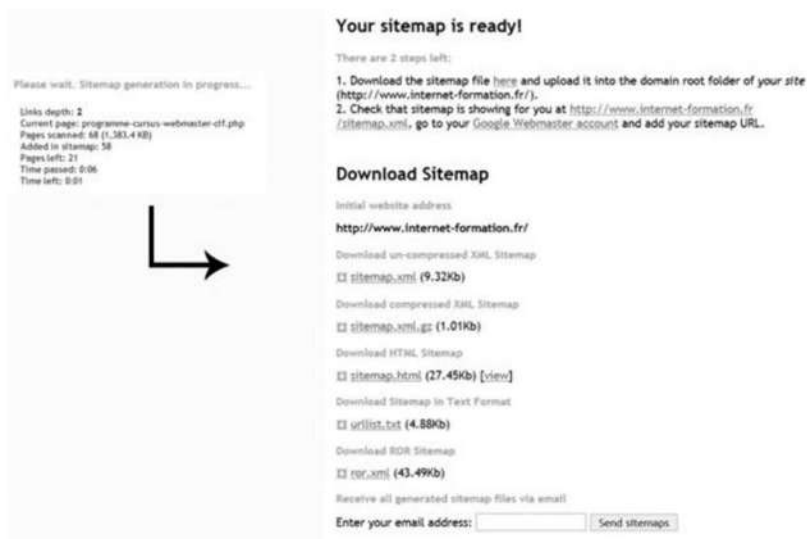 Please wait. Sitemap generation in progress...
Links depth: 2
Current page: programme-cursus-webmaster-clf.php
Pages scanned: 68 (1,383.4 KB)
Added in sitemap: 58
Pages left: 21
Time passed: 0:06
Time left: 0:01
Your sitemap is ready!
There are 2 steps left:
1. Download the sitemap file here and upload it into the domain root folder of your site
(http://www.internet-formation.fr/).
2. Check that sitemap is showing for you at http://www.internet-formation.fr
/sitemap.xml, go to your Google Webmaster account and add your sitemap URL.
Download Sitemap
Initial website address
http://www.internet-formation.fr/
Download un-compressed XML Sitemap
sitemap.xml (9.32Kb)
Download compressed XML Sitemap
sitemap.xml.gz (1.01Kb)
Download HTML Sitemap
sitemap.html (27.45Kb) [view]
Download Sitemap in Text Format
urllist.txt (4.88Kb)
Download ROR Sitemap
ror.xml (43.49Kb)
Receive all generated sitemap files via email
Enter your email address: Send sitemaps